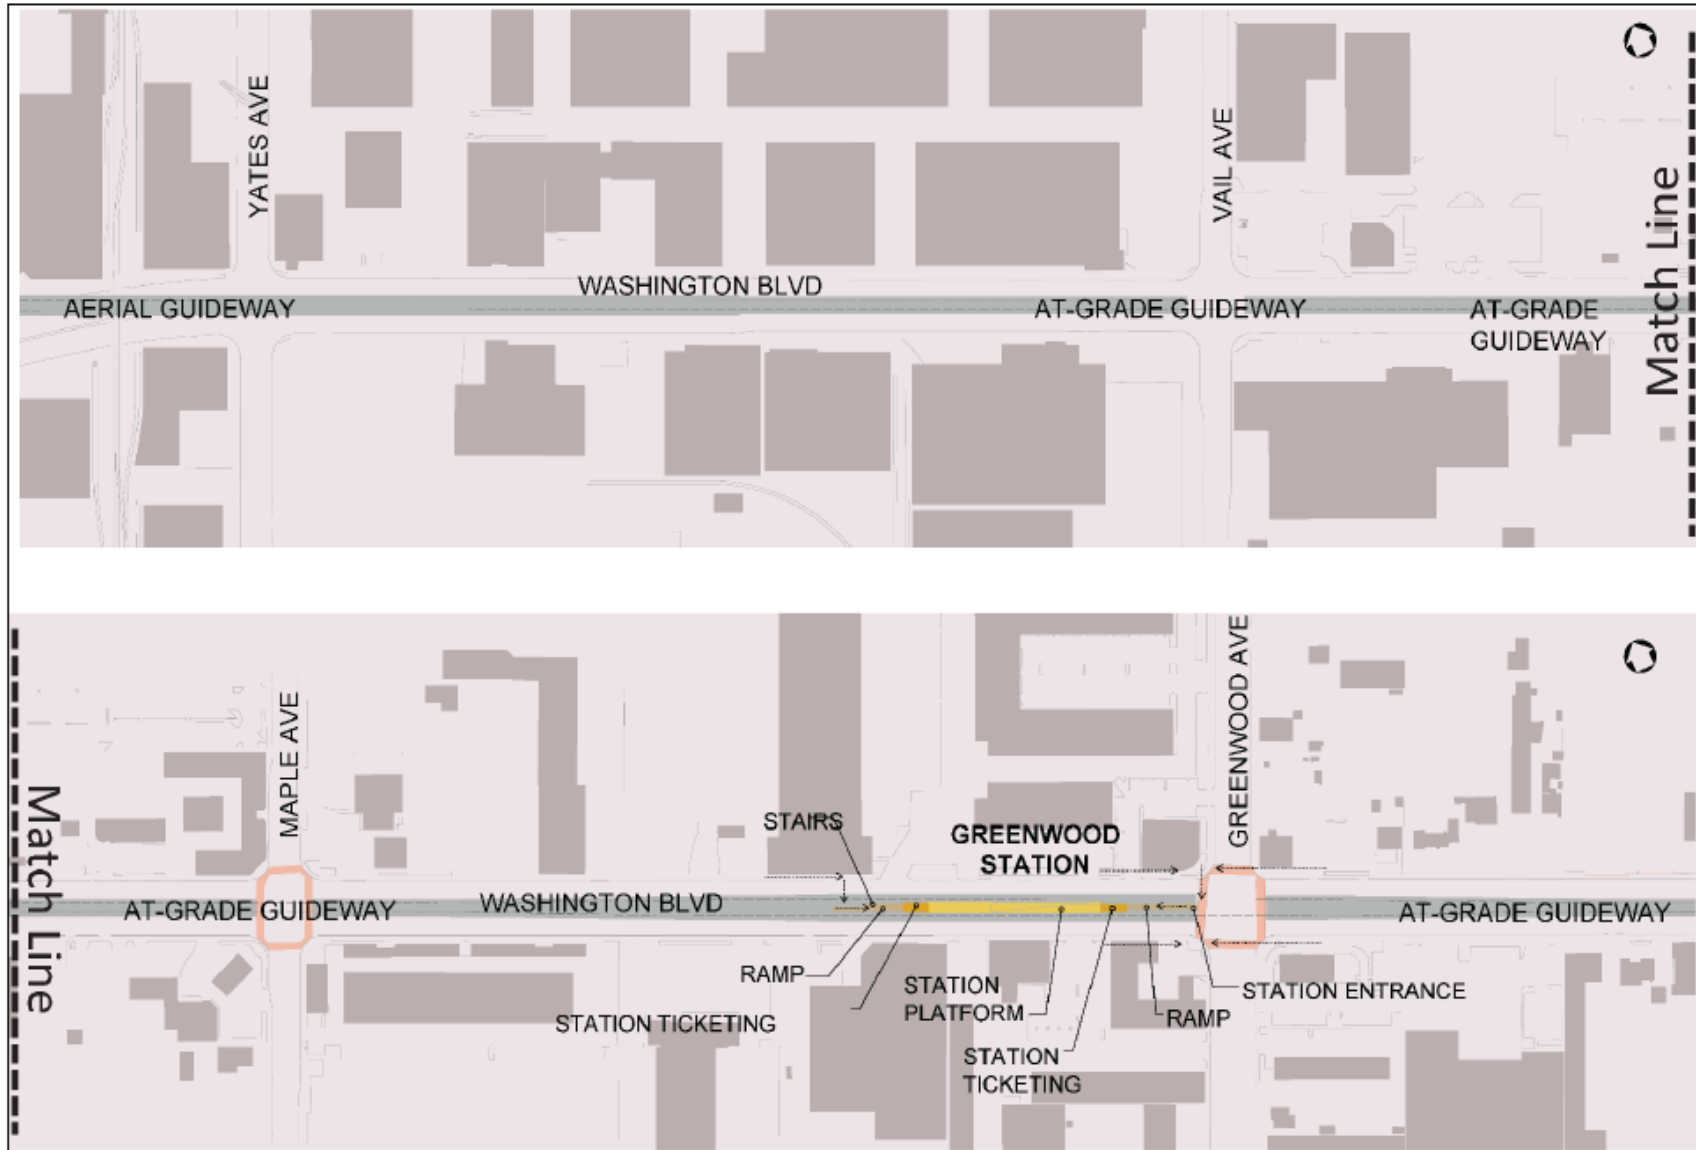 YATES AVE
VAIL AVE
WASHINGTON BLVD
AERIAL GUIDEWAY
AT-GRADE GUIDEWAY
AT-GRADE
GUIDEWAY
Match Line
Match Line
MAPLE AVE
GREENWOOD AVE
STAIRS
GREENWOOD
STATION
AT-GRADE GUIDEWAY
WASHINGTON BLVD
AT-GRADE GUIDEWAY
RAMP
STATION TICKETING
STATION
PLATFORM
STATION
TICKETING
RAMP
STATION ENTRANCE